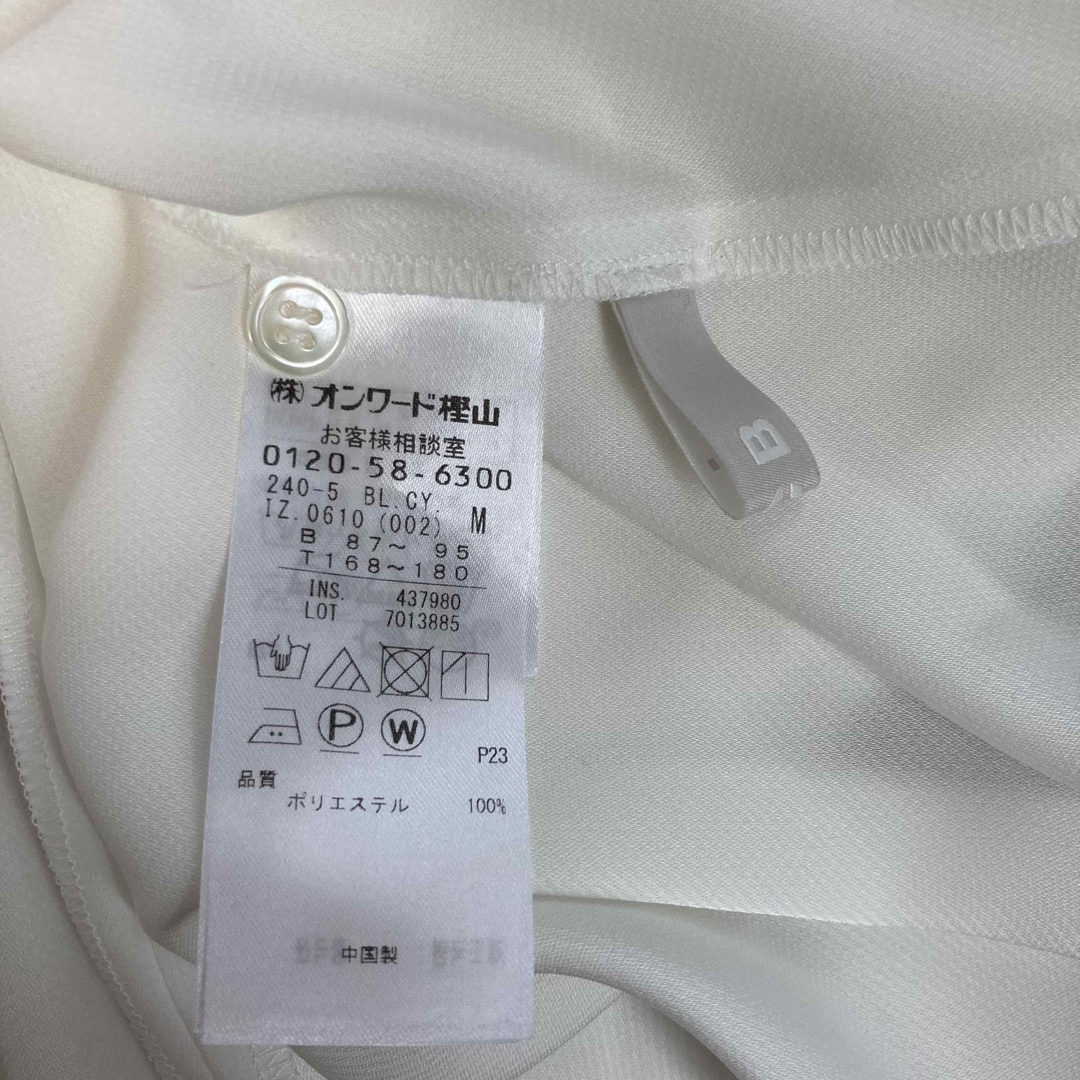 ㈱オンワード樫山
お客様相談室
0120-58-6300
240-5 BL.CY.
IZ.0610 (002) M
B 87〜 95
T168〜180
INS. 437980
LOT 7013885
P
W
P23
品質
ポリエステル 100%
中国製
B